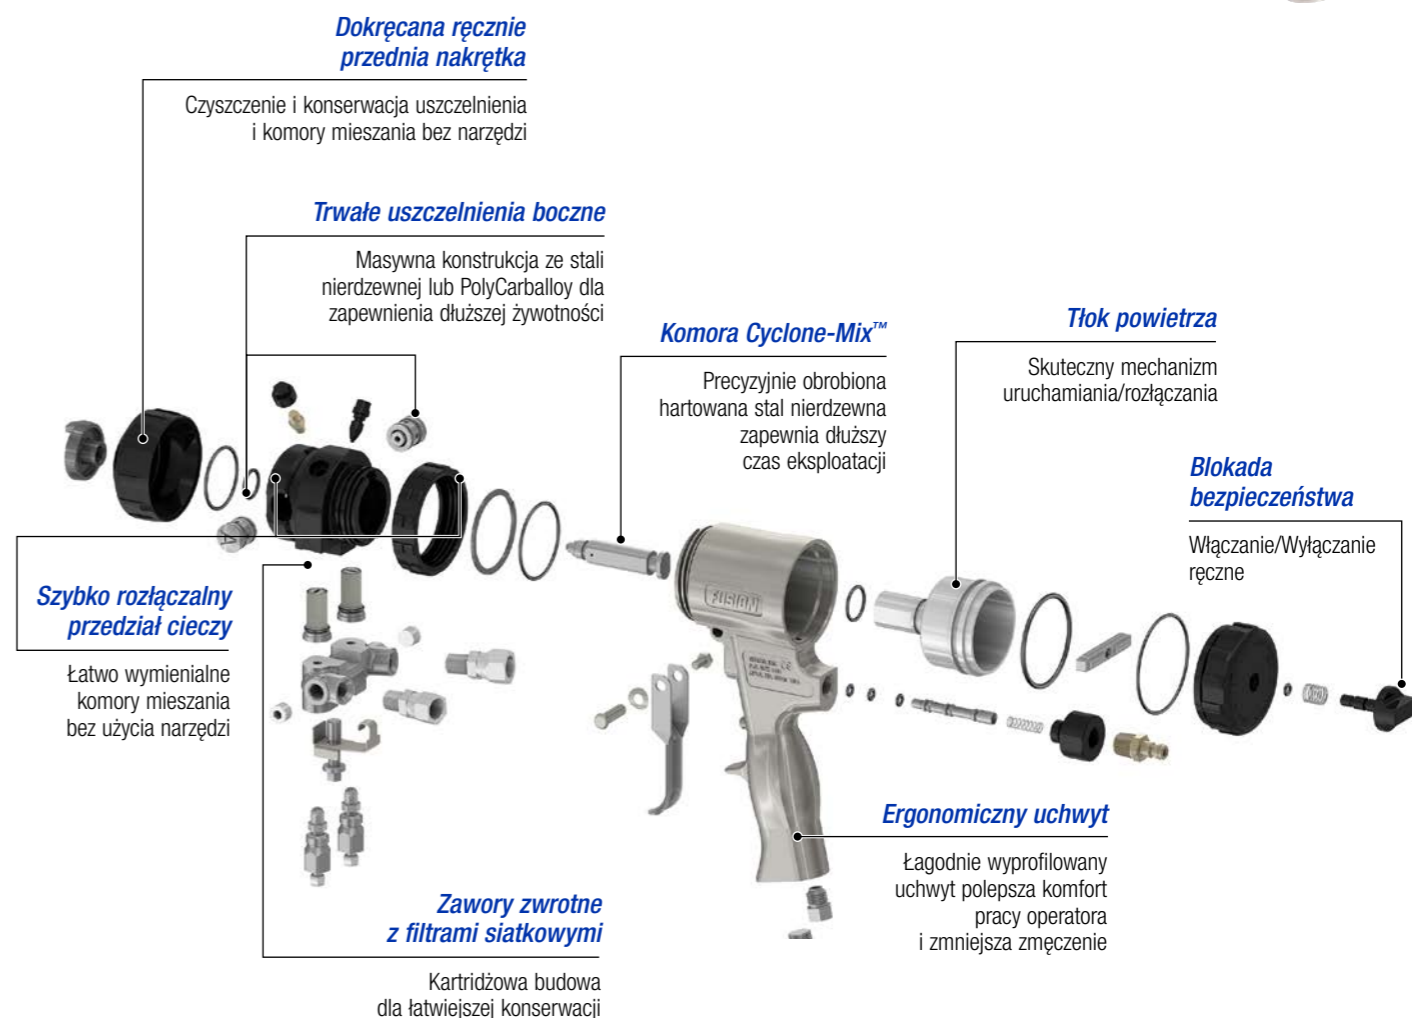 Dokręcana ręcznie
przednia nakrętka
Czyszczenie i konserwacja uszczelnienia
i komory mieszania bez narzędzi
Trwałe uszczelnienia boczne
Masywna konstrukcja ze stali
nierdzewnej lub PolyCarballoy dla
zapewnienia dłuższej żywotności
Komora Cyclone-Mix™
Precyzyjnie obrobiona
hartowana stal nierdzewna
zapewnia dłuższy
czas eksploatacji
Tłok powietrza
Skuteczny mechanizm
uruchamiania/rozłączania
Blokada
bezpieczeństwa
Włączanie/Wyłączanie
ręczne
Szybko rozłączalny
przedział cieczy
Łatwo wymienialne
komory mieszania
bez użycia narzędzi
A
FUSION
Ergonomiczny uchwyt
Łagodnie wyprofilowany
uchwyt polepsza komfort
pracy operatora
i zmniejsza zmęczenie
Zawory zwrotne
z filtrami siatkowymi
Kartridżowa budowa
dla łatwiejszej konserwacji